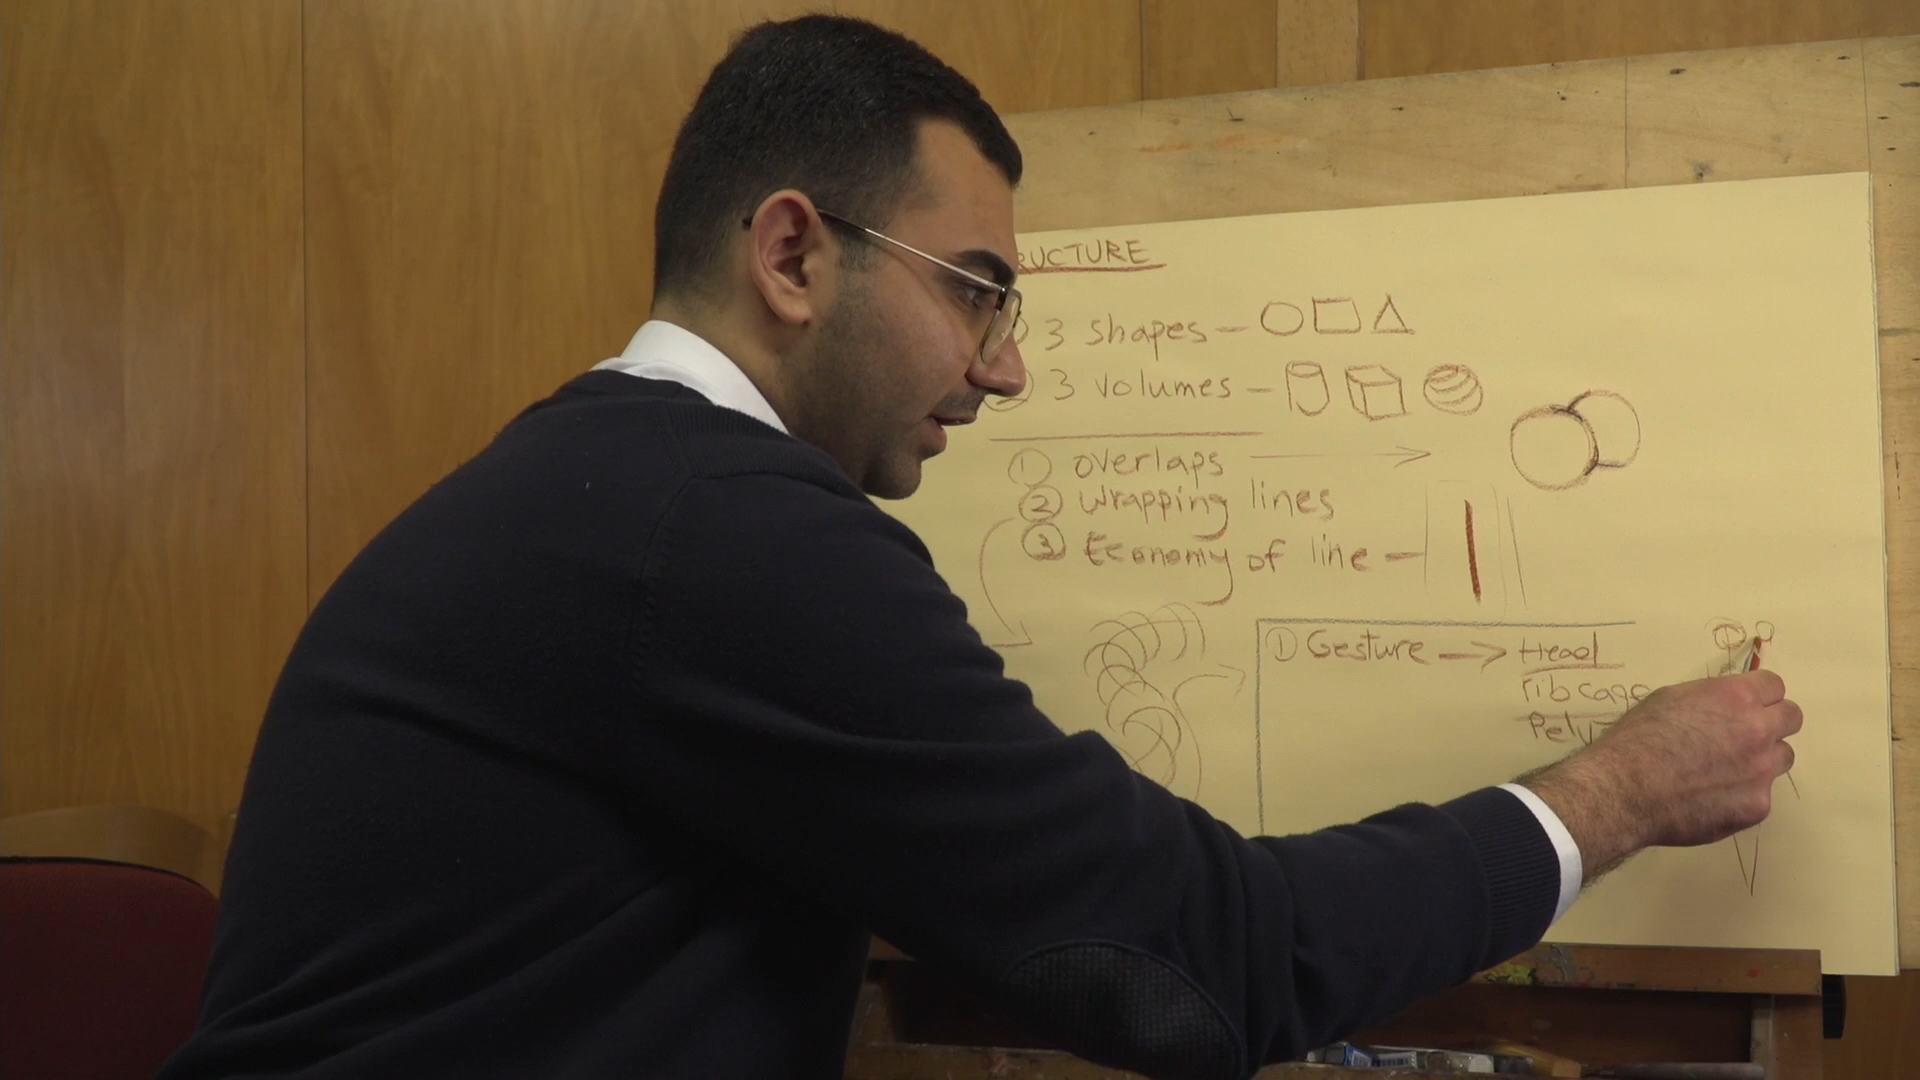 RUCTURE
3 shapes –
3 volumes –
① overlaps
② wrapping lines
③ Economy of line –
① Gesture → Head
rib cage